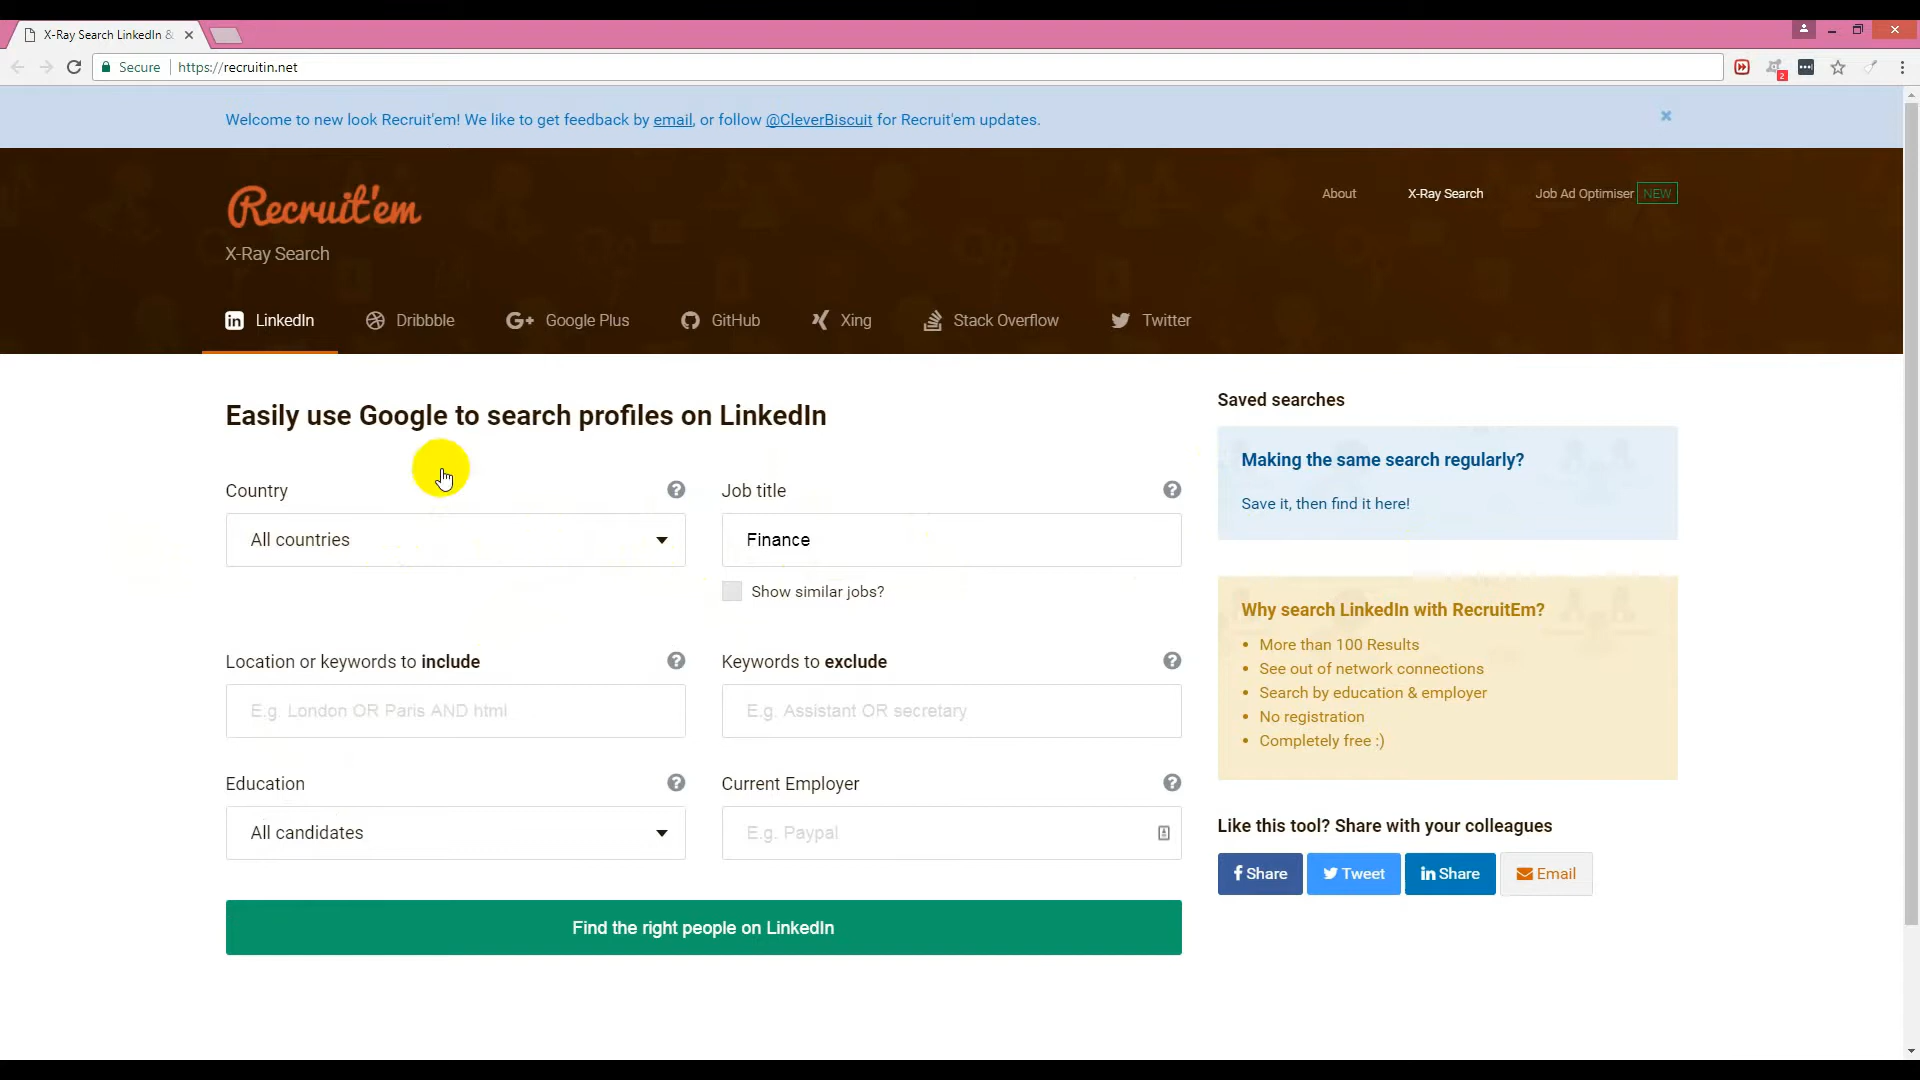 X-Ray Search LinkedIn &
Secure https://recruitin.net
2
Welcome to new look Recruit'em! We like to get feedback by email, or follow @CleverBiscuit for Recruit'em updates.
Recruit'em
X-Ray Search
About X-Ray Search Job Ad Optimiser NEW
LinkedIn Dribbble Google Plus GitHub Xing Stack Overflow Twitter
Easily use Google to search profiles on LinkedIn
Country
All countries
Job title
Finance
Show similar jobs?
Location or keywords to include
E.g. London OR Paris AND html
Keywords to exclude
E.g. Assistant OR secretary
Education
All candidates
Current Employer
E.g. Paypal
Find the right people on LinkedIn
Saved searches
Making the same search regularly?
Save it, then find it here!
Why search LinkedIn with RecruitEm?
More than 100 Results
See out of network connections
Search by education & employer
No registration
Completely free :)
Like this tool? Share with your colleagues
Share Tweet Share Email